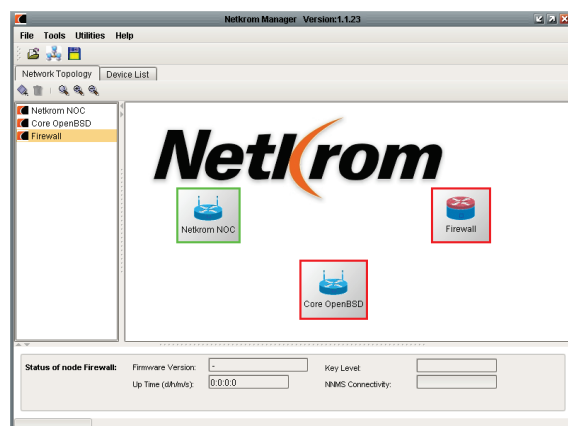 Netkrom Manager Version:1.1.23
File Tools Utilities Help
Network Topology Device List
Netkrom NOC
Core OpenBSD
Firewall
Netkrom
Netkrom NOC
Firewall
Core OpenBSD
Status of node Firewall: Firmware Version: - Key Level:
Up Time (d/h/m/s): 0:0:0:0 NNMS Connectivity: